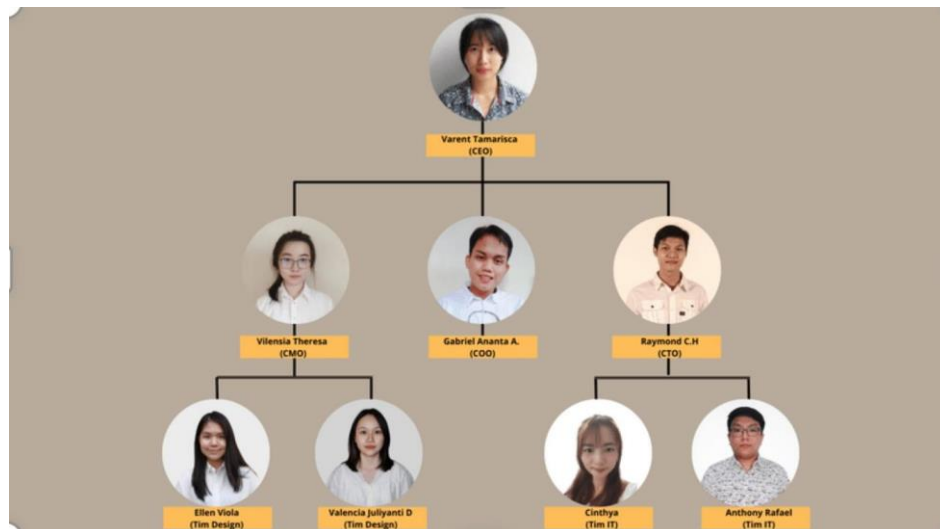 Varent Tamarisca
(CEO)
Vilensia Theresa
(CMO)
Gabriel Ananta A.
(COO)
Raymond C.H
(CTO)
Ellen Viola
(Tim Design)
Valencia Juliyanti D
(Tim Design)
Cinthya
(Tim IT)
Anthony Rafael
(Tim IT)